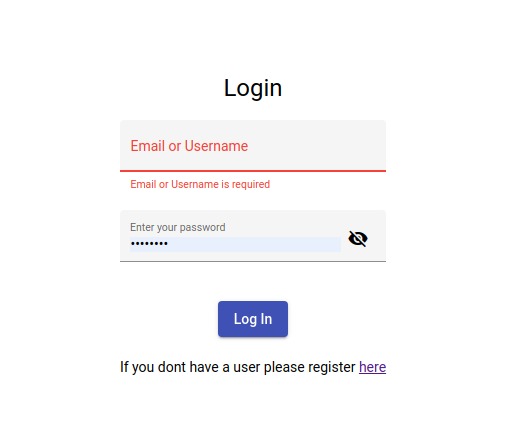 Login
Email or Username
Email or Username is required
Enter your password
••••••••
Log In
If you dont have a user please register here